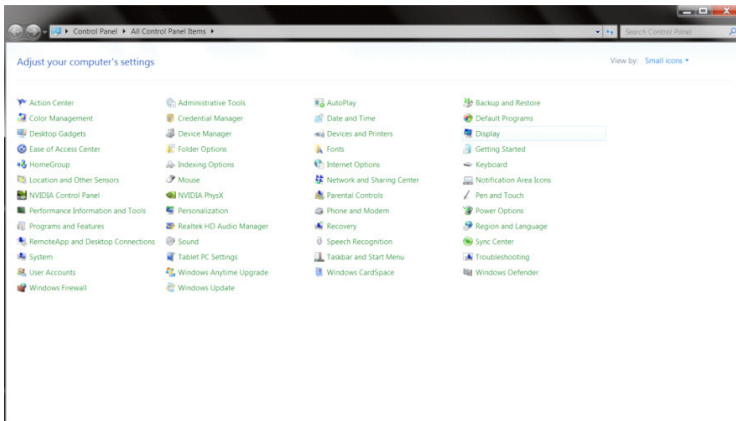 Control Panel ▸ All Control Panel Items ▸ Search Control Panel
Adjust your computer's settings View by: Small icons
Action Center Administrative Tools AutoPlay Backup and Restore
Color Management Credential Manager Date and Time Default Programs
Desktop Gadgets Device Manager Devices and Printers Display
Ease of Access Center Folder Options Fonts Getting Started
HomeGroup Indexing Options Internet Options Keyboard
Location and Other Sensors Mouse Network and Sharing Center Notification Area Icons
NVIDIA Control Panel NVIDIA PhysX Parental Controls Pen and Touch
Performance Information and Tools Personalization Phone and Modem Power Options
Programs and Features Realtek HD Audio Manager Recovery Region and Language
RemoteApp and Desktop Connections Sound Speech Recognition Sync Center
System Tablet PC Settings Taskbar and Start Menu Troubleshooting
User Accounts Windows Anytime Upgrade Windows CardSpace Windows Defender
Windows Firewall Windows Update